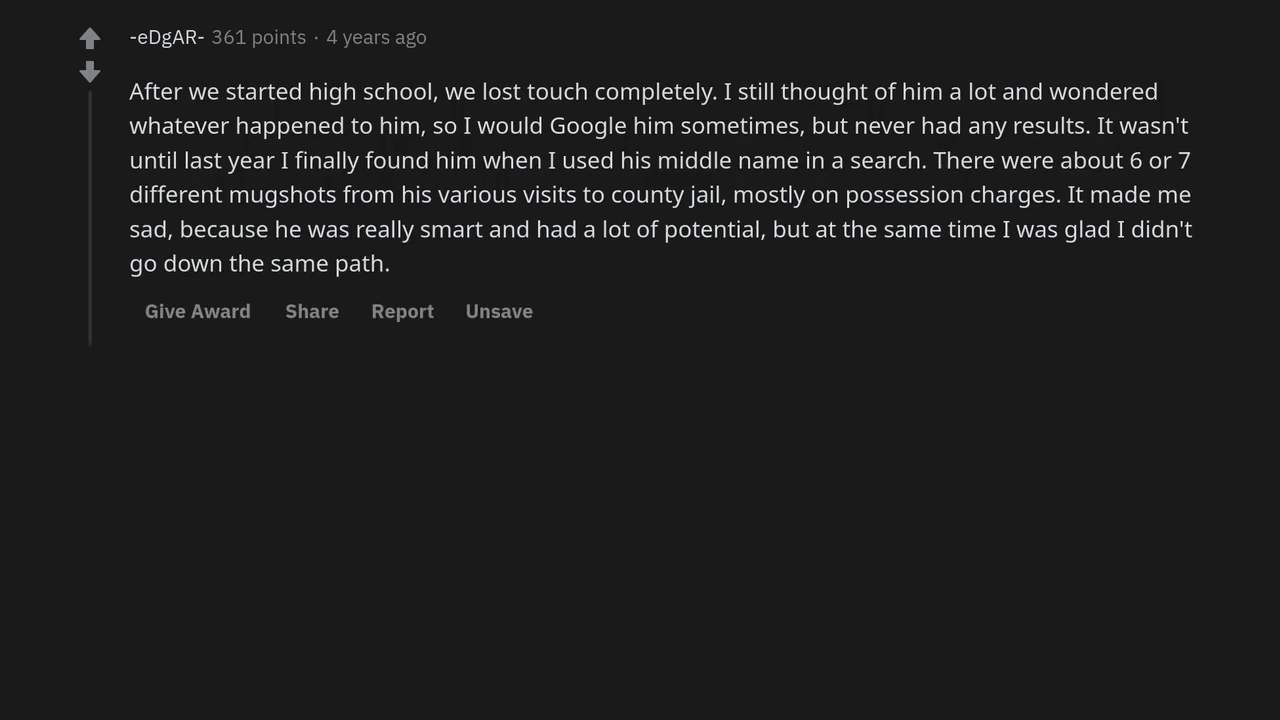 -eDgAR- 361 points · 4 years ago
After we started high school, we lost touch completely. I still thought of him a lot and wondered
whatever happened to him, so I would Google him sometimes, but never had any results. It wasn't
until last year I finally found him when I used his middle name in a search. There were about 6 or 7
different mugshots from his various visits to county jail, mostly on possession charges. It made me
sad, because he was really smart and had a lot of potential, but at the same time I was glad I didn't
go down the same path.
Give Award Share Report Unsave